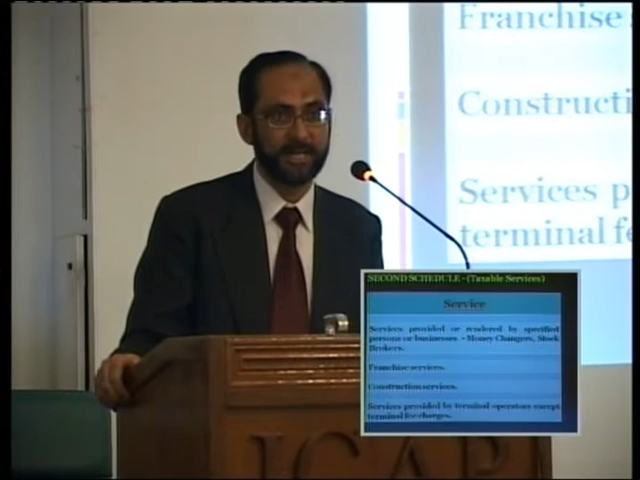 Franchise
Constructi
Services p
terminal fe
SECOND SCHEDULE - (Taxable Services)
Service
Services provided or rendered by specified
persons or businesses - Money Changers, Stock
Brokers.
Franchise services.
Construction services.
Services provided by terminal operators except
terminal fee charges.
ICAP